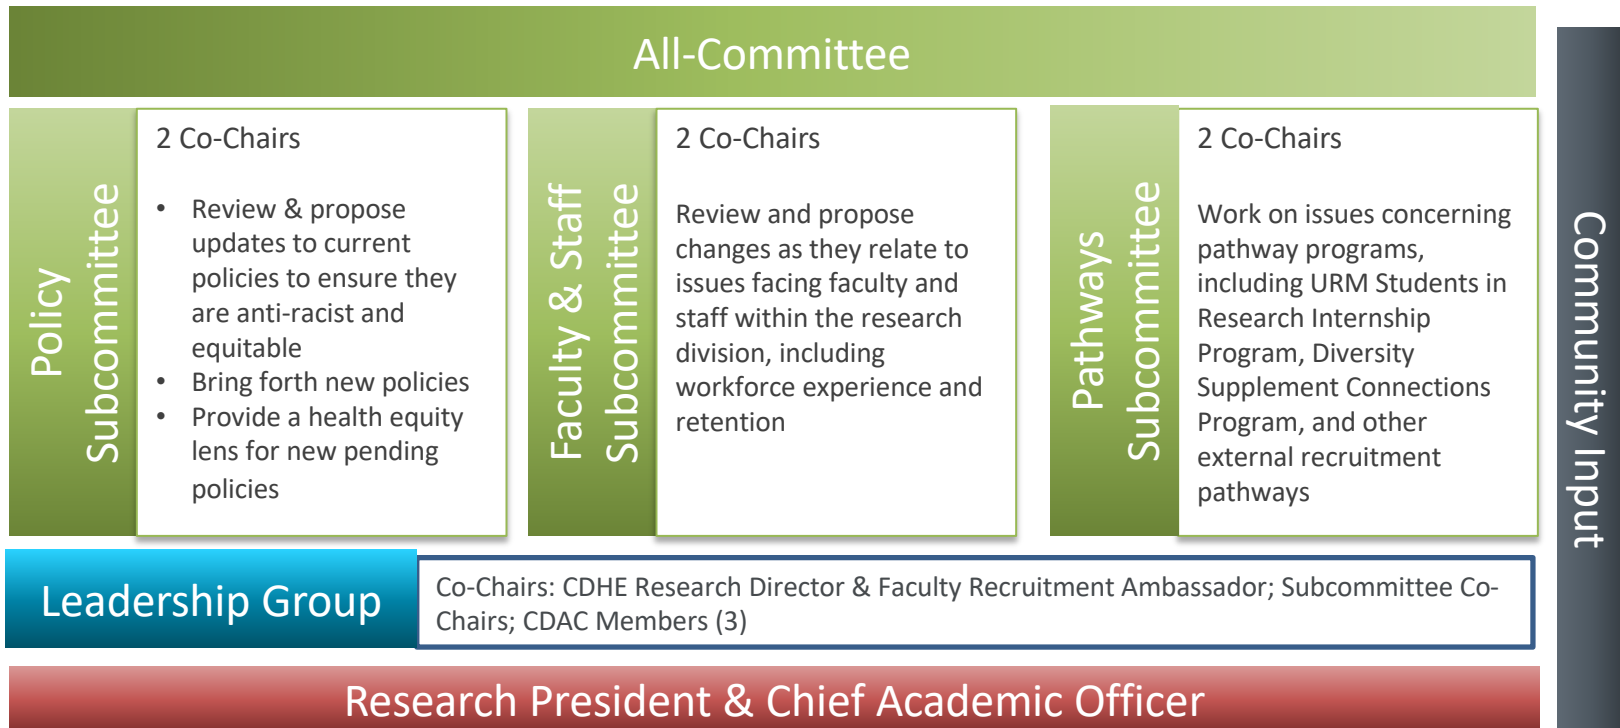 All-Committee
Policy
Subcommittee
2 Co-Chairs
• Review & propose
updates to current
policies to ensure they
are anti-racist and
equitable
• Bring forth new policies
• Provide a health equity
lens for new pending
policies
Faculty & Staff
Subcommittee
2 Co-Chairs
Review and propose
changes as they relate to
issues facing faculty and
staff within the research
division, including
workforce experience and
retention
Pathways
Subcommittee
2 Co-Chairs
Work on issues concerning
pathway programs,
including URM Students in
Research Internship
Program, Diversity
Supplement Connections
Program, and other
external recruitment
pathways
Community Input
Leadership Group
Co-Chairs: CDHE Research Director & Faculty Recruitment Ambassador; Subcommittee Co-
Chairs; CDAC Members (3)
Research President & Chief Academic Officer